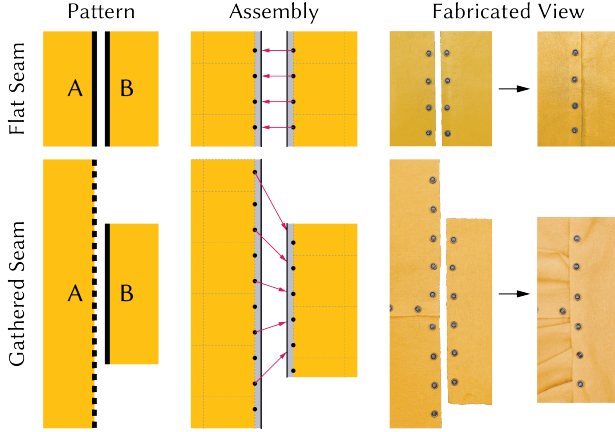 Pattern Assembly Fabricated View
Flat Seam
A B
Gathered Seam
A B